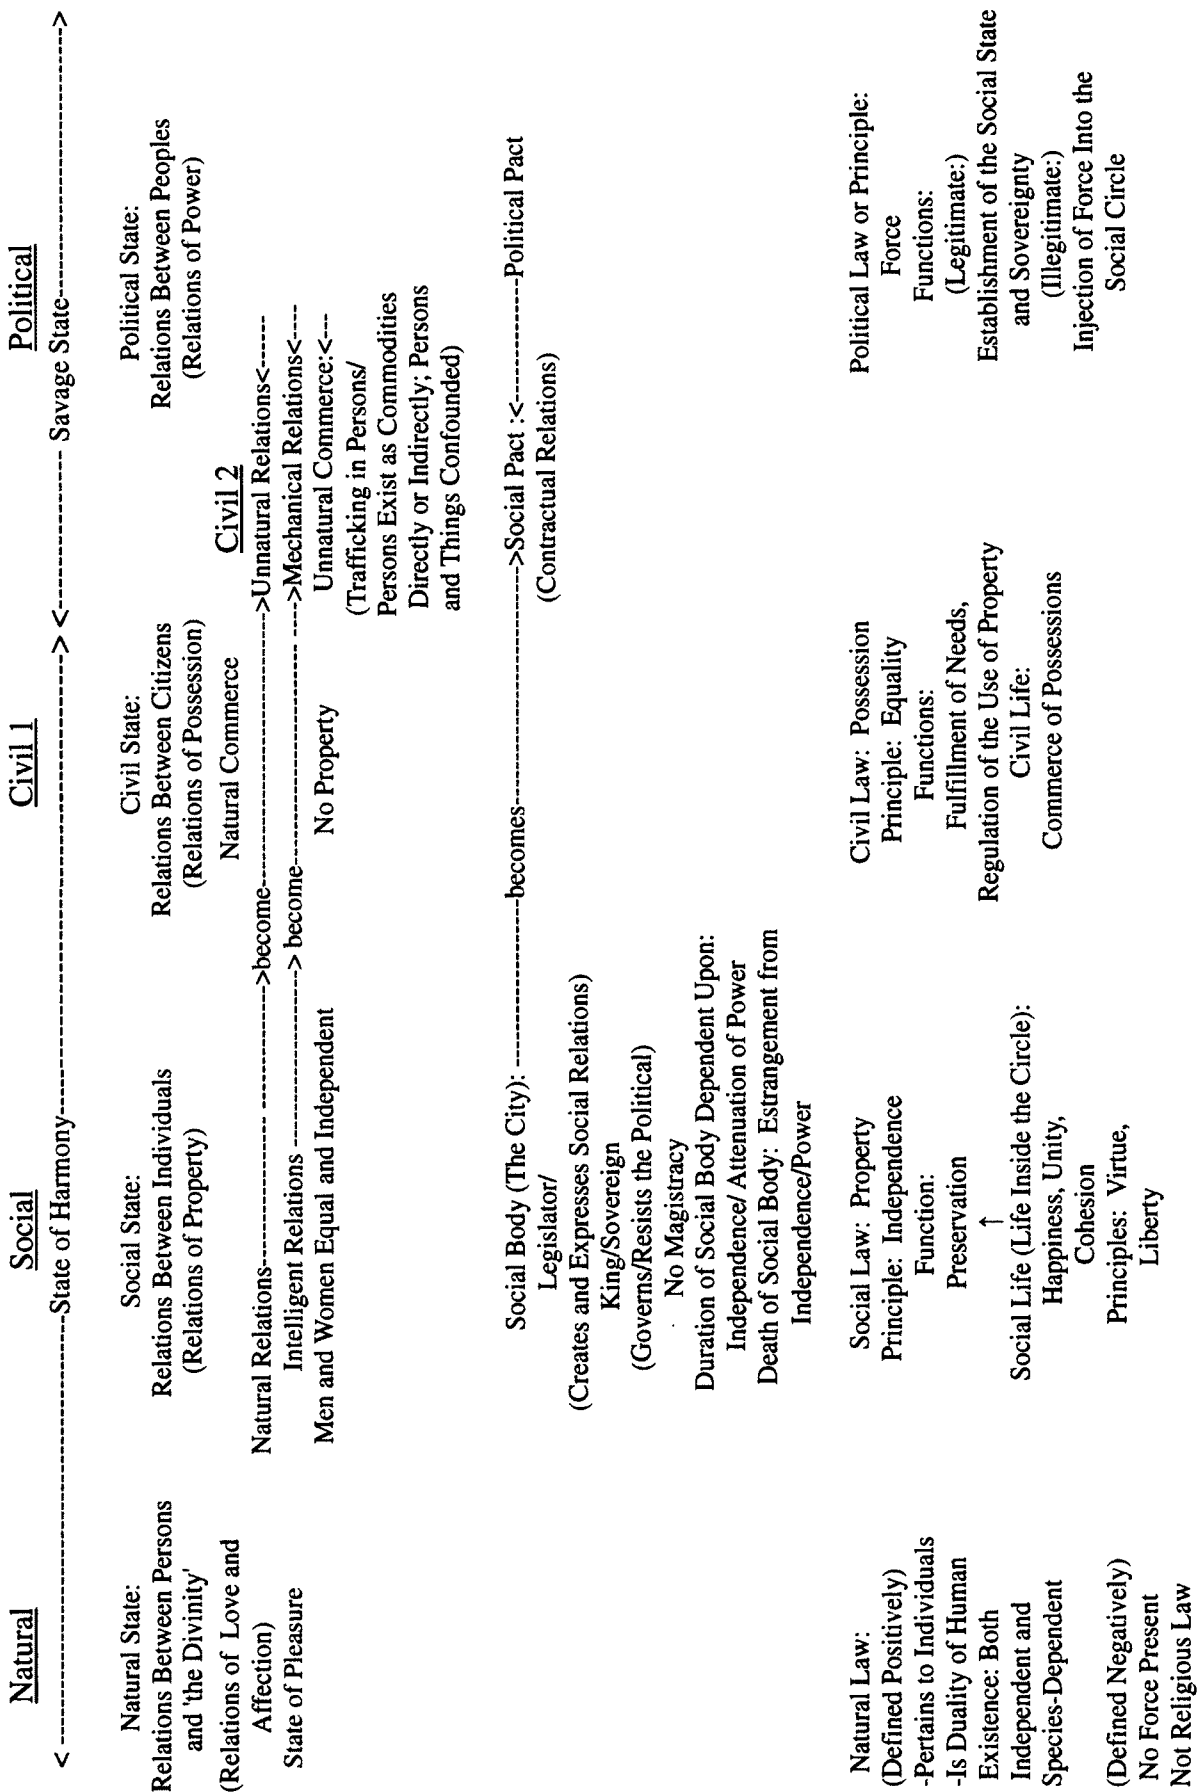 Natural
Social
Civil 1
Political
<----------State of Harmony----------> <---------- Savage State---------->
Natural State:
Relations Between Persons
and 'the Divinity'
(Relations of Love and
Affection)
State of Pleasure
Social State:
Relations Between Individuals
(Relations of Property)
Civil State:
Relations Between Citizens
(Relations of Possession)
Natural Commerce
Political State:
Relations Between Peoples
(Relations of Power)
Civil 2
Natural Relations---------- ---------->become---------->Unnatural Relations<------
Intelligent Relations ----------> become---------- --->Mechanical Relations<----
Men and Women Equal and Independent
No Property
Unnatural Commerce:<---
(Trafficking in Persons/
Persons Exist as Commodities
Directly or Indirectly; Persons
and Things Confounded)
Social Body (The City): ----------becomes---------->Social Pact :<----------Political Pact
Legislator/
(Creates and Expresses Social Relations)
King/Sovereign
(Governs/Resists the Political)
No Magistracy
Duration of Social Body Dependent Upon:
Independence/ Attenuation of Power
Death of Social Body: Estrangement from
Independence/Power
(Contractual Relations)
Natural Law:
(Defined Positively)
-Pertains to Individuals
-Is Duality of Human
Existence: Both
Independent and
Species-Dependent
(Defined Negatively)
No Force Present
Not Religious Law
Social Law: Property
Principle: Independence
Function:
Preservation
↑
Social Life (Life Inside the Circle):
Happiness, Unity,
Cohesion
Principles: Virtue,
Liberty
Civil Law: Possession
Principle: Equality
Functions:
Fulfillment of Needs,
Regulation of the Use of Property
Civil Life:
Commerce of Possessions
Political Law or Principle:
Force
Functions:
(Legitimate:)
Establishment of the Social State
and Sovereignty
(Illegitimate:)
Injection of Force Into the
Social Circle